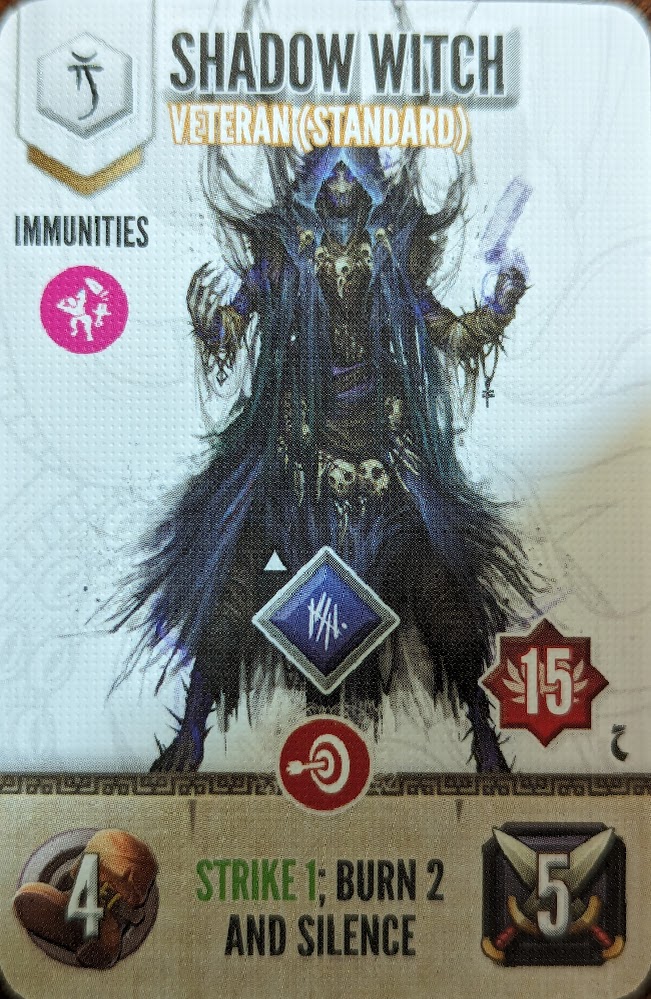 SHADOW WITCH
VETERAN (STANDARD)
IMMUNITIES
15
4
STRIKE 1; BURN 2
AND SILENCE
5